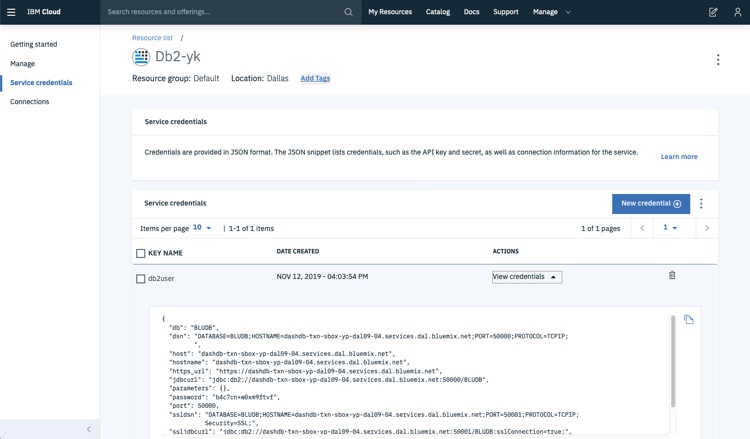 IBM Cloud
Search resources and offerings...
My Resources
Catalog
Docs
Support
Manage
Getting started
Manage
Service credentials
Connections
Resource list /
Db2-yk
Resource group: Default Location: Dallas Add Tags
Service credentials
Credentials are provided in JSON format. The JSON snippet lists credentials, such as the API key and secret, as well as connection information for the service.
Learn more
Service credentials
New credential
Items per page 10 | 1-1 of 1 items
1 of 1 pages
1
KEY NAME DATE CREATED ACTIONS
db2user NOV 12, 2019 - 04:03:54 PM View credentials
{
"db": "BLUDB",
"dsn": "DATABASE=BLUDB;HOSTNAME=dashdb-txn-sbox-yp-dal09-04.services.dal.bluemix.net;PORT=50000;PROTOCOL=TCPIP;
",
"host": "dashdb-txn-sbox-yp-dal09-04.services.dal.bluemix.net",
"hostname": "dashdb-txn-sbox-yp-dal09-04.services.dal.bluemix.net",
"https_url": "https://dashdb-txn-sbox-yp-dal09-04.services.dal.bluemix.net",
"jdbcurl": "jdbc:db2://dashdb-txn-sbox-yp-dal09-04.services.dal.bluemix.net:50000/BLUDB",
"parameters": {},
"password": "b4c7cn+w0xm9ftvf",
"port": 50000,
"ssldsn": "DATABASE=BLUDB;HOSTNAME=dashdb-txn-sbox-yp-dal09-04.services.dal.bluemix.net;PORT=50001;PROTOCOL=TCPIP;
Security=SSL;",
"ssljdbcurl": "jdbc:db2://dashdb-txn-sbox-yp-dal09-04.services.dal.bluemix.net:50001/BLUDB:sslConnection=true;",